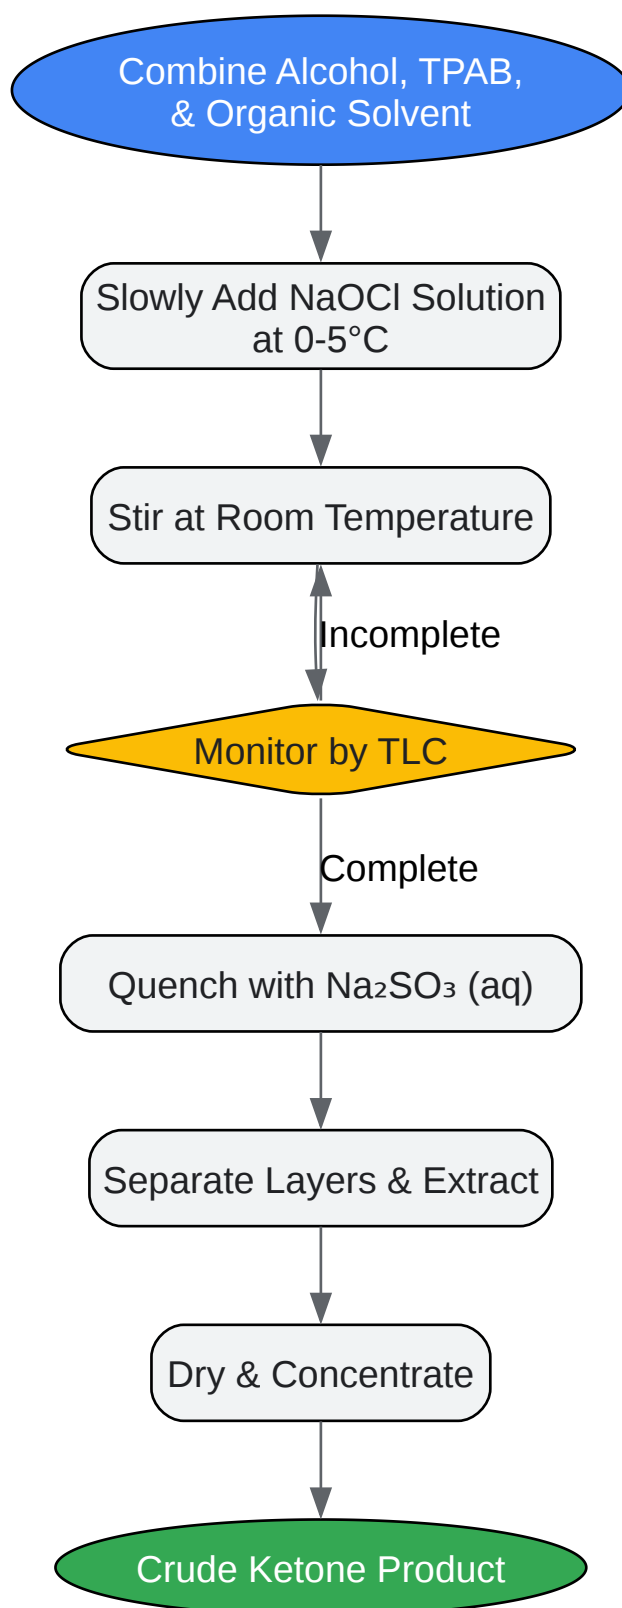 Combine Alcohol, TPAB,
& Organic Solvent
Slowly Add NaOCl Solution
at 0-5°C
Stir at Room Temperature
Incomplete
Monitor by TLC
Complete
Quench with Na₂SO₃ (aq)
Separate Layers & Extract
Dry & Concentrate
Crude Ketone Product